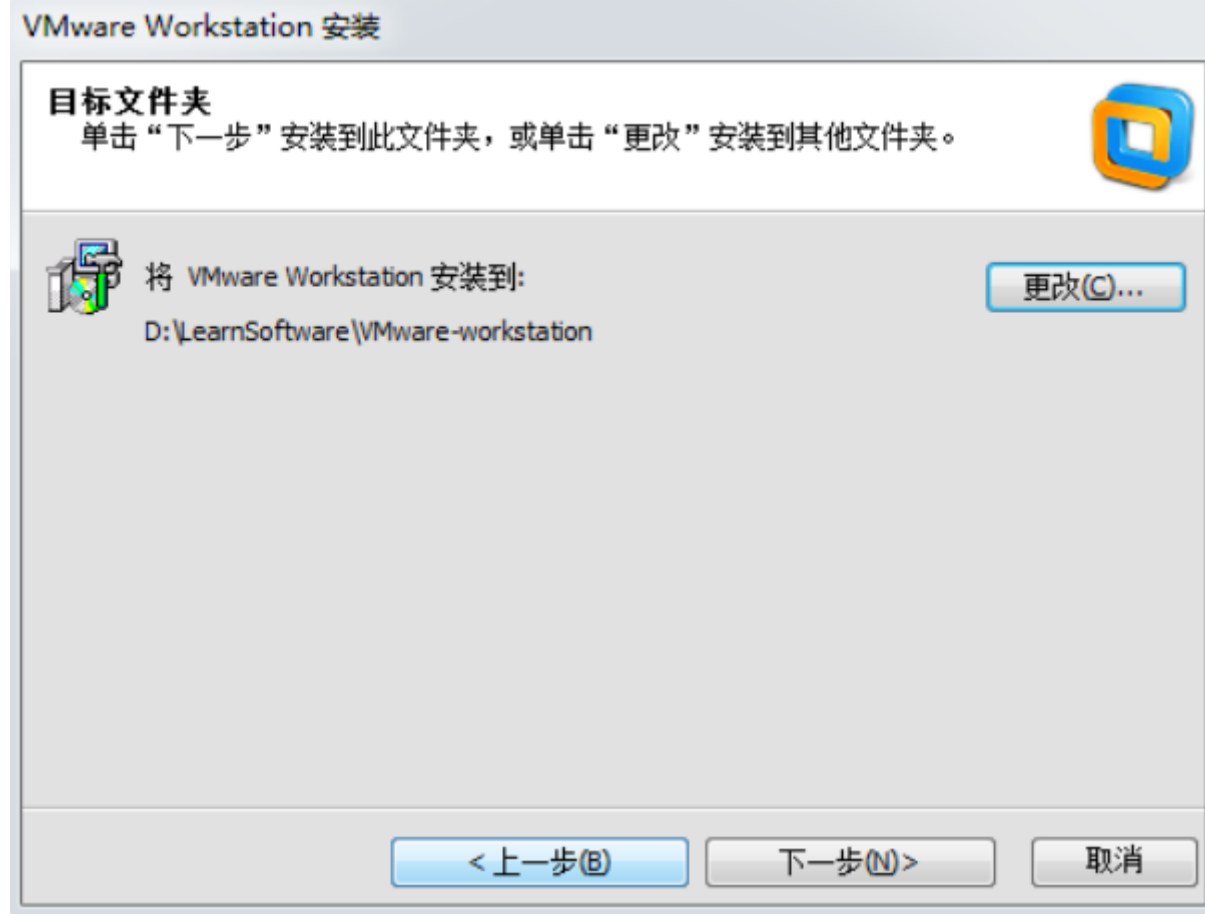 VMware Workstation 安装
目标文件夹
单击“下一步”安装到此文件夹，或单击“更改”安装到其他文件夹。
将 VMware Workstation 安装到:
更改(C)...
D:\LearnSoftware\VMware-workstation
<上一步(B)
下一步(N)>
取消